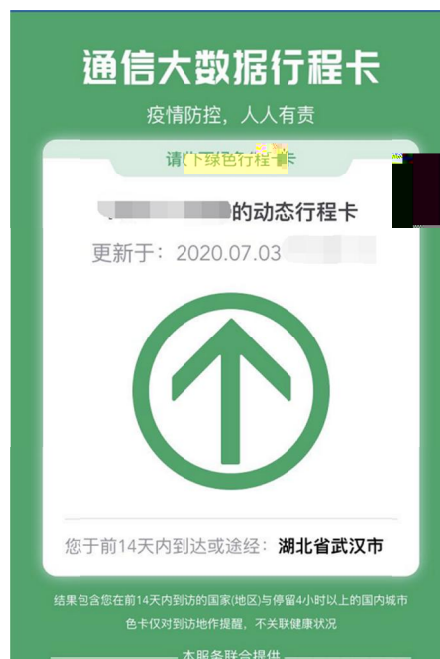 通信大数据行程卡
疫情防控，人人有责
请 下绿色行程卡
的动态行程卡
更新于：2020.07.03
您于前14天内到达或途经：湖北省武汉市
结果包含您在前14天内到访的国家(地区)与停留4小时以上的国内城市
色卡仅对到访地作提醒，不关联健康状况
本服务联合提供